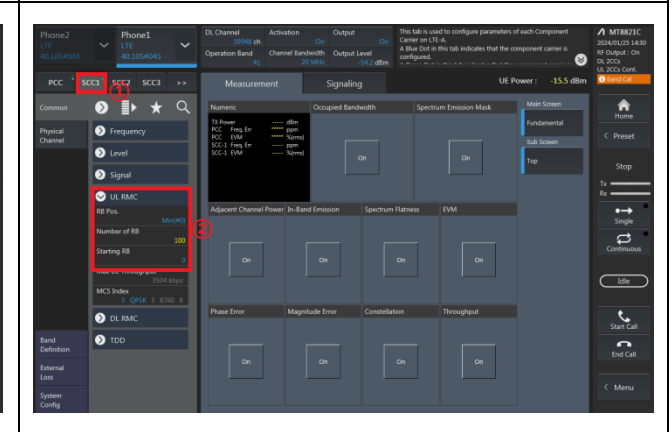 Phone2
LTE
40.10S#045
Phone1
LTE
40.10S#045
DL Channel
39948 ch
Activation
On
Output
On
Operation Band
41
Channel Bandwidth
20 MHz
Output Level
-54.2 dBm
This tab is used to configure parameters of each Component
Carrier on LTE-A.
A Blue Dot in this tab indicates that the component carrier is
configured.
MT8821C
2024/01/25 14:30
RF Output : On
DL 2CCs
UL 2CCs Cont.
Band Cal
PCC
SCC1
SCC2
SCC3
>>
①
Measurement
Signaling
UE Power : -15.5 dBm
Common
Physical
Channel
Frequency
Level
Signal
UL RMC
RB Pos.
Min(#0)
Number of RB
100
Starting RB
0
②
Max UE Throughput
3504 kbps
MCS Index
5 QPSK 5 8760 8
DL RMC
TDD
Band
Definition
External
Loss
System
Config
Numeric
TX Power ----- dBm
PCC Freq. Err ----- ppm
PCC EVM ----- %(rms)
SCC-1 Freq. Err ----- ppm
SCC-1 EVM ----- %(rms)
Occupied Bandwidth
On
Spectrum Emission Mask
On
Main Screen
Fundamental
Sub Screen
Top
Adjacent Channel Power
On
In-Band Emission
On
Spectrum Flatness
On
EVM
On
Phase Error
On
Magnitude Error
On
Constellation
On
Throughput
On
Home
< Preset
Stop
Tx
Rx
Single
Continuous
Idle
Start Call
End Call
< Menu